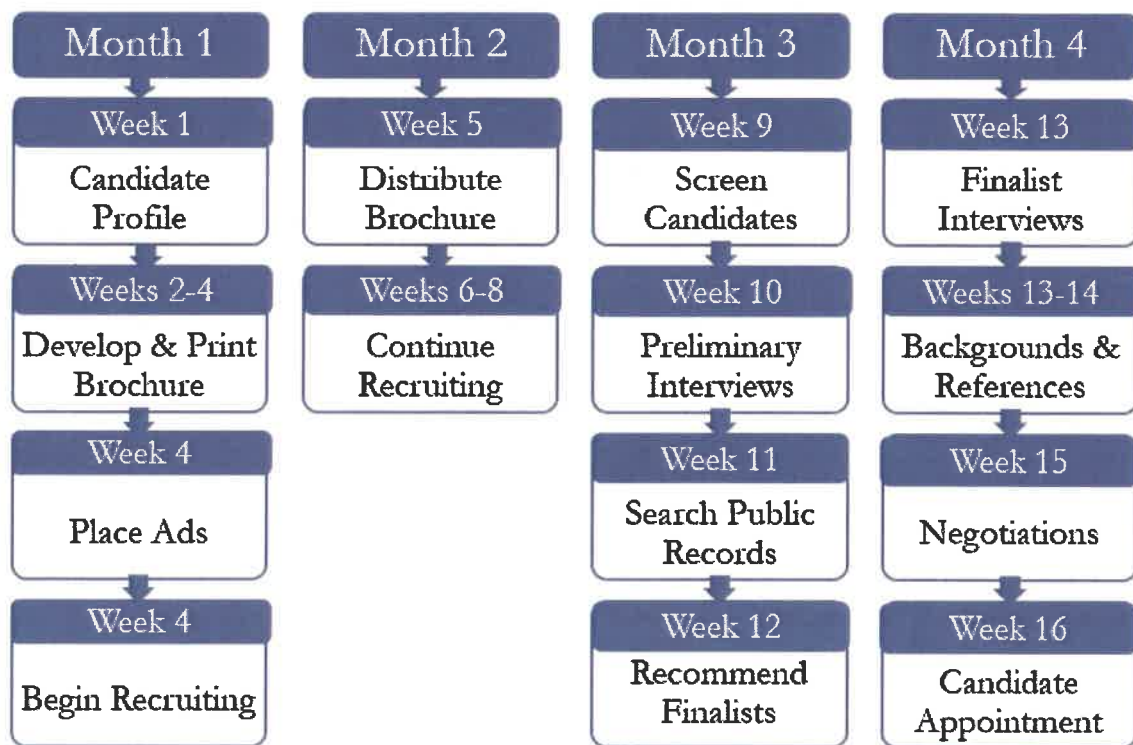 Month 1
Week 1
Candidate
Profile
Weeks 2-4
Develop & Print
Brochure
Week 4
Place Ads
Week 4
Begin Recruiting
Month 2
Week 5
Distribute
Brochure
Weeks 6-8
Continue
Recruiting
Month 3
Week 9
Screen
Candidates
Week 10
Preliminary
Interviews
Week 11
Search Public
Records
Week 12
Recommend
Finalists
Month 4
Week 13
Finalist
Interviews
Weeks 13-14
Backgrounds &
References
Week 15
Negotiations
Week 16
Candidate
Appointment